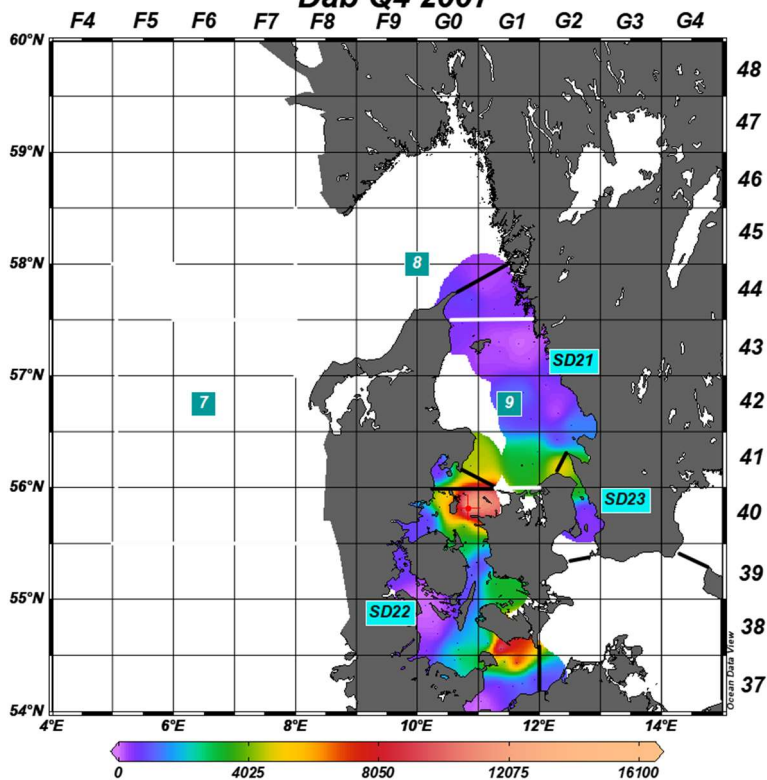 Dab Q4 2007
F4 F5 F6 F7 F8 F9 G0 G1 G2 G3 G4
60°N
48
47
59°N
46
45
58°N
8
44
43
SD21
57°N
7
9
42
41
56°N
SD23
40
39
55°N
SD22
38
37
54°N
Ocean Data View
4°E 6°E 8°E 10°E 12°E 14°E
0 4025 8050 12075 16100